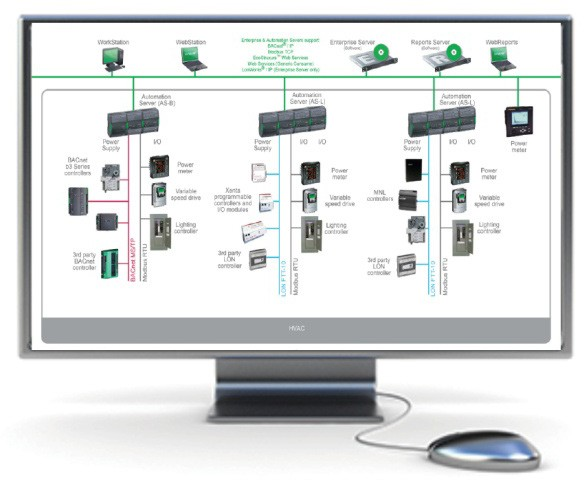 WorkStation
WebStation
Enterprise & Automation Servers support
BACnet® / IP
Modbus TCP
EcoStruxure™ Web Services
Web Services (Generic Consume)
LonWorks® / IP (Enterprise Server only)
Enterprise Server
(Software)
Reports Server
(Software)
WebReports
Automation
Server (AS-B)
Power
Supply
I/O
BACnet
b3 Series
controllers
Power
meter
Variable
speed drive
Lighting
controller
3rd party
BACnet
controller
BACnet MS/TP
Modbus RTU
Automation
Server (AS-L)
Power
Supply
I/O
I/O
Xenta
programmable
controllers and
I/O modules
Power
meter
Variable
speed drive
Lighting
controller
3rd party
LON
controller
LON FTT-10
Modbus RTU
Automation
Server (AS-L)
Power
Supply
I/O
I/O
MNL
controllers
Power
meter
Variable
speed drive
Lighting
controller
3rd party
LON
controller
LON FTT-10
Modbus RTU
Power
meter
HVAC